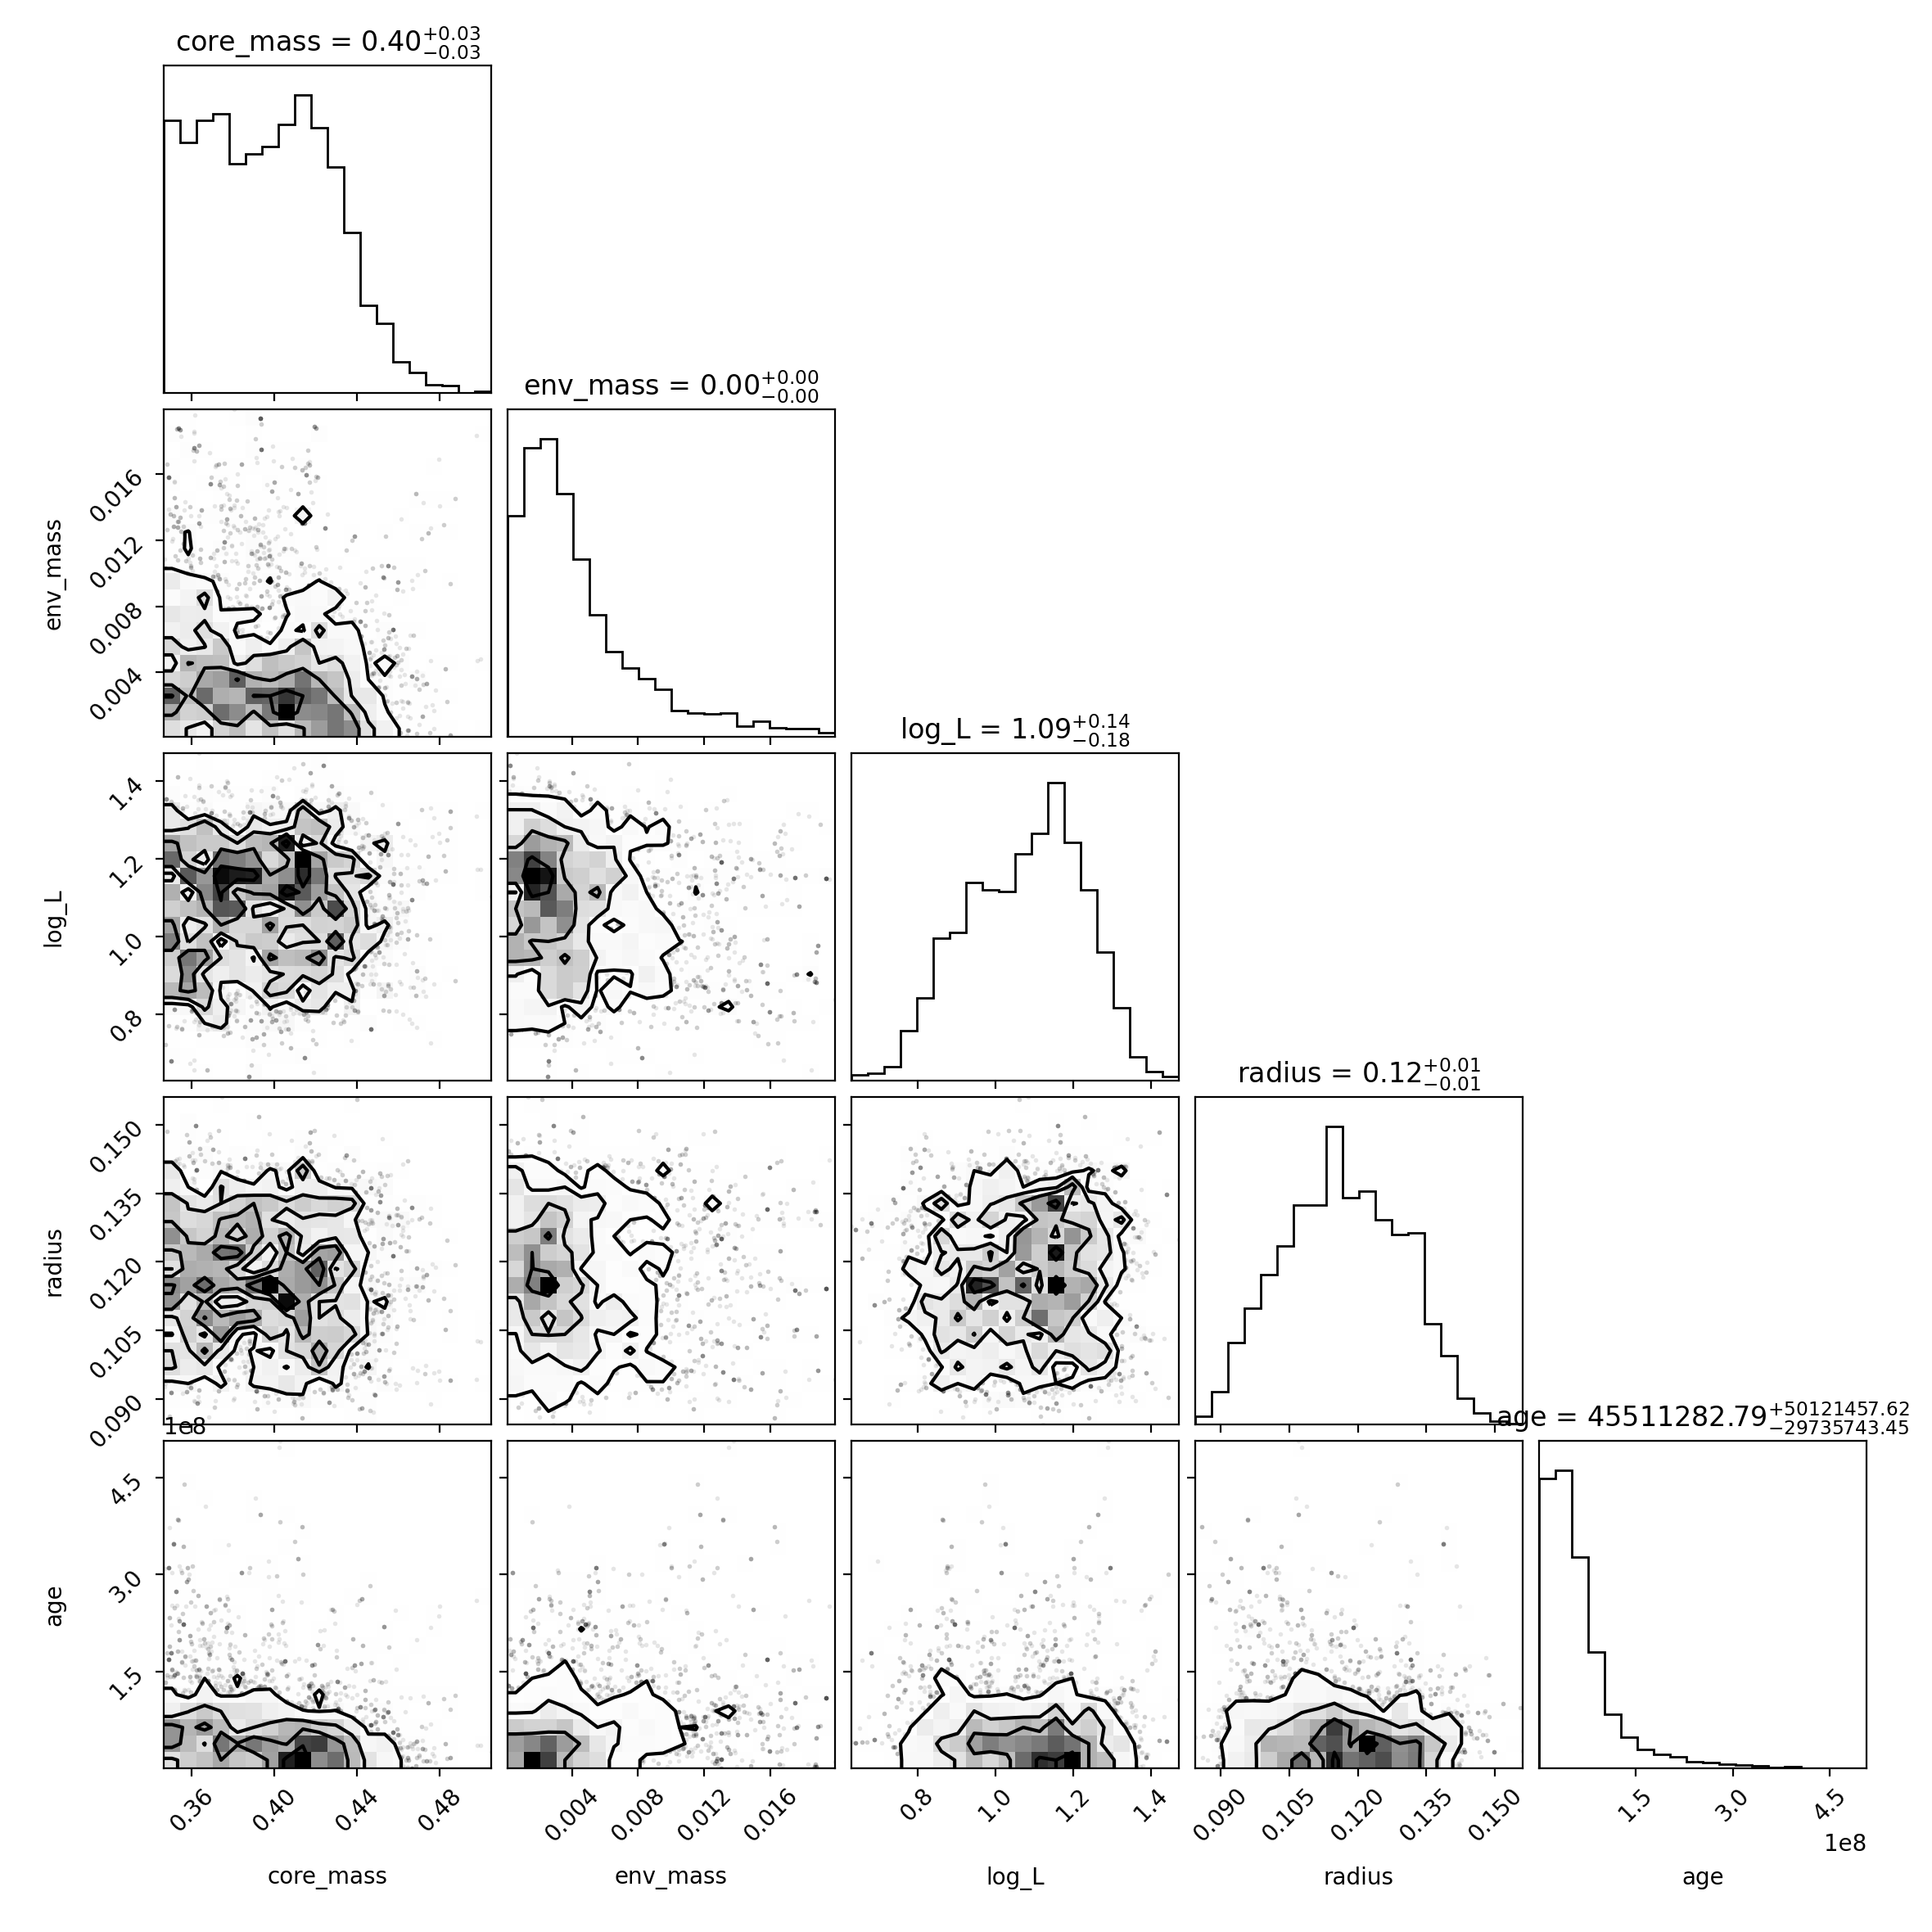 core_mass = 0.40+0.03 −0.03
env_mass = 0.00+0.00 −0.00
0.016
0.012
0.008
0.004
env_mass
log_L = 1.09+0.14 −0.18
1.4
1.2
1.0
0.8
log_L
radius = 0.12+0.01 −0.01
0.150
0.135
0.120
0.105
0.090
radius
1e8
age = 45511282.79+50121457.62 −29735743.45
4.5
3.0
1.5
age
0.36 0.40 0.44 0.48
0.004 0.008 0.012 0.016
0.8 1.0 1.2 1.4
0.090 0.105 0.120 0.135 0.150
1.5 3.0 4.5
1e8
core_mass env_mass log_L radius age